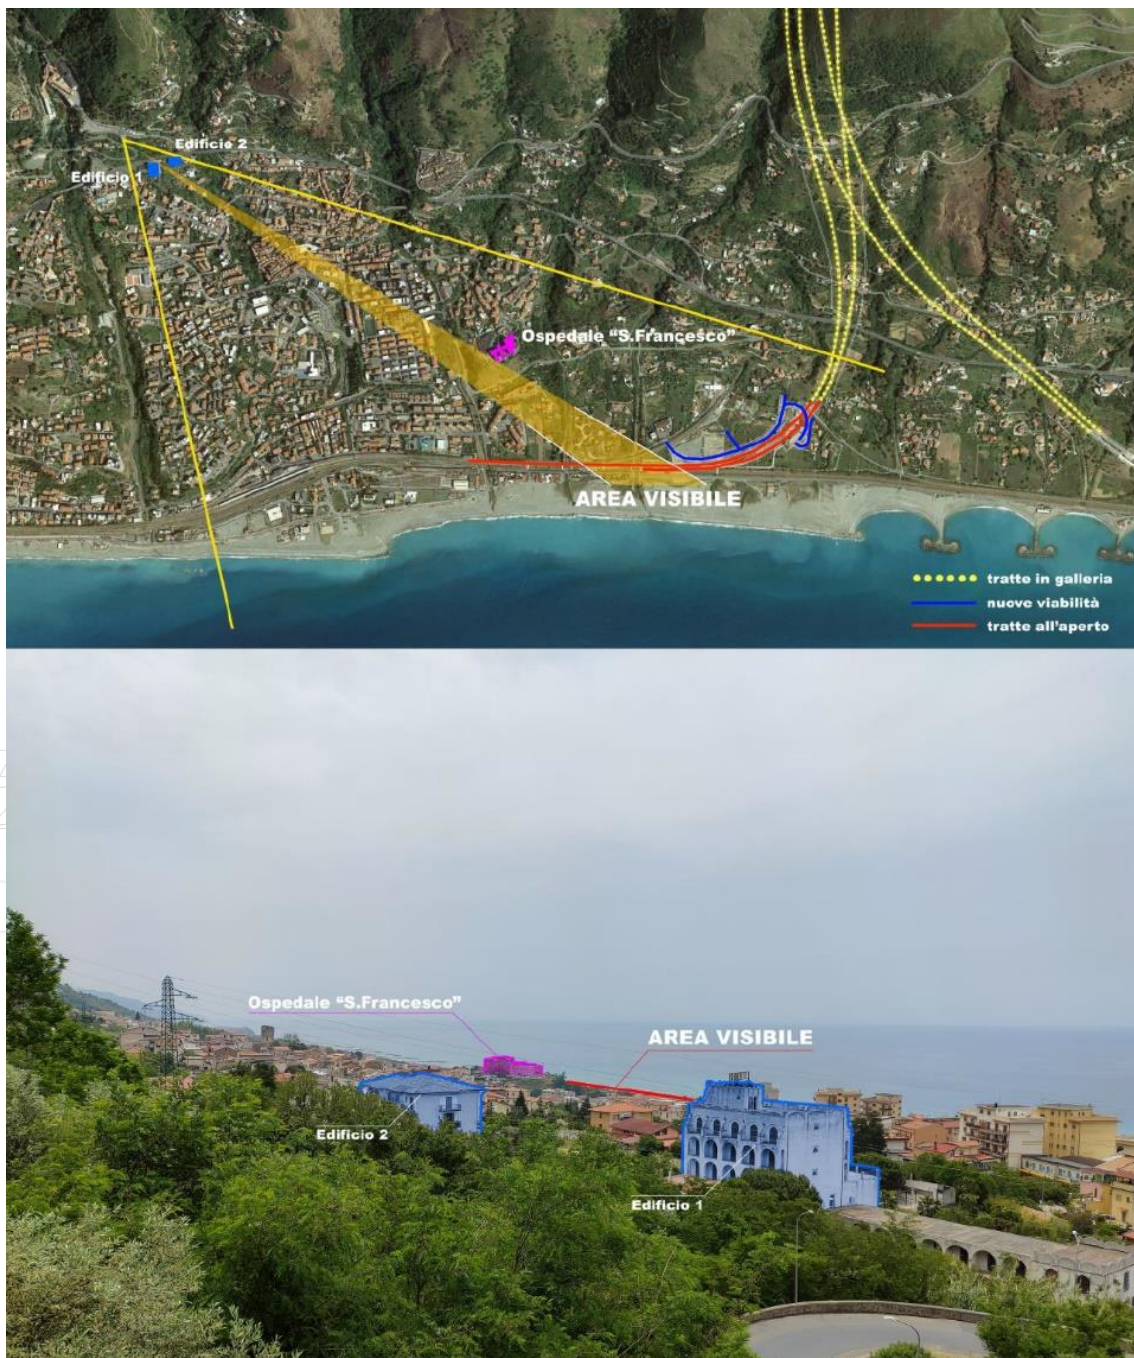 Edificio 2
Edificio 1
Ospedale "S.Francesco"
AREA VISIBILE
tratte in galleria
nuove viabilità
tratte all'aperto
Ospedale "S.Francesco"
AREA VISIBILE
Edificio 2
Edificio 1